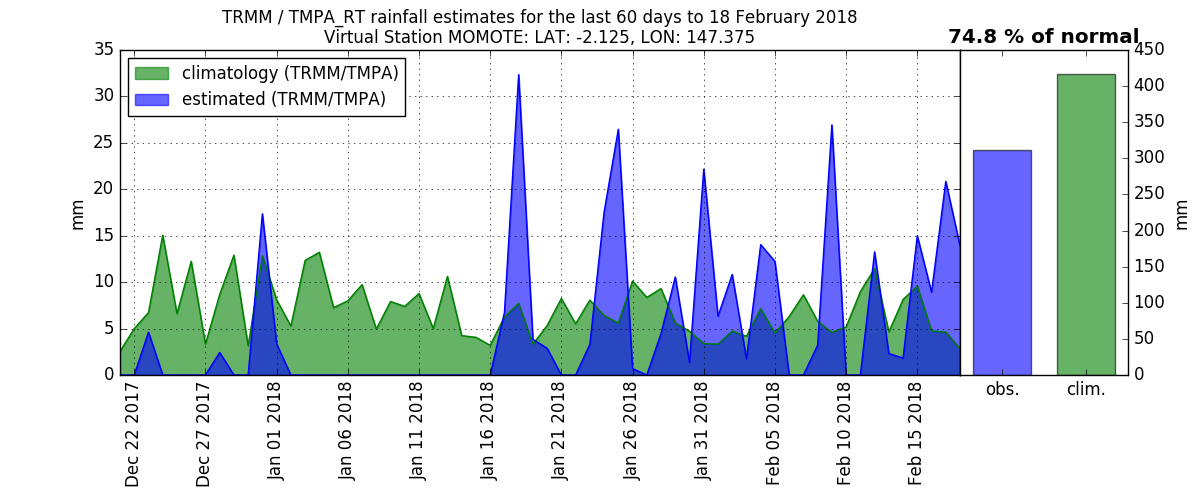 TRMM / TMPA_RT rainfall estimates for the last 60 days to 18 February 2018
Virtual Station MOMOTE: LAT: -2.125, LON: 147.375
74.8 % of normal
climatology (TRMM/TMPA)
estimated (TRMM/TMPA)
35
30
25
20
15
10
5
0
mm
Dec 22 2017
Dec 27 2017
Jan 01 2018
Jan 06 2018
Jan 11 2018
Jan 16 2018
Jan 21 2018
Jan 26 2018
Jan 31 2018
Feb 05 2018
Feb 10 2018
Feb 15 2018
obs.
clim.
450
400
350
300
250
200
150
100
50
0
mm